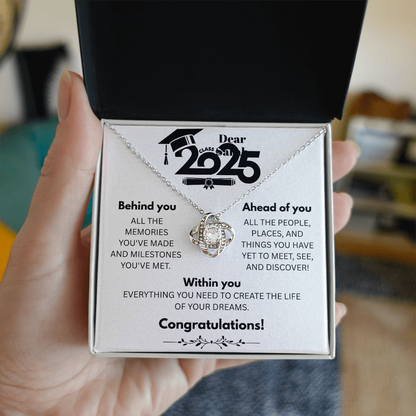 Dear
CLASS
2025
Behind you
ALL THE
MEMORIES
YOU'VE MADE
AND MILESTONES
YOU'VE MET.
Ahead of you
ALL THE PEOPLE,
PLACES, AND
THINGS YOU HAVE
YET TO MEET, SEE,
AND DISCOVER!
Within you
EVERYTHING YOU NEED TO CREATE THE LIFE
OF YOUR DREAMS.
Congratulations!